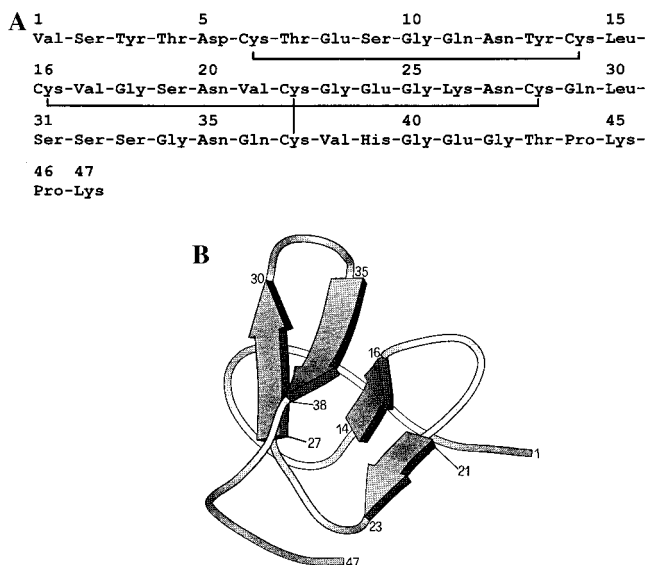 A
1 5 10 15
Val-Ser-Tyr-Thr-Asp-Cys-Thr-Glu-Ser-Gly-Gln-Asn-Tyr-Cys-Leu-
16 20 25 30
Cys-Val-Gly-Ser-Asn-Val-Cys-Gly-Glu-Gly-Lys-Asn-Cys-Gln-Leu-
31 35 40 45
Ser-Ser-Ser-Gly-Asn-Gln-Cys-Val-His-Gly-Glu-Gly-Thr-Pro-Lys-
46 47
Pro-Lys
B
30 35
16
38
14
27
21
1
23
47